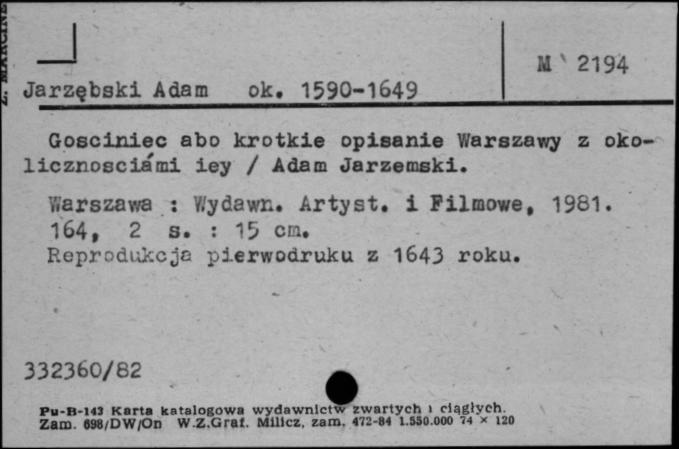 M 2194
Jarzębski Adam ok. 1590-1649
Gosciniec abo krotkie opisanie Warszawy z oko-
licznosciámi iey / Adam Jarzemski.
Warszawa : Wydawn. Artyst. i Filmowe, 1981.
164, 2 s. : 15 cm.
Reprodukcja pierwodruku z 1643 roku.
332360/82
Pu-B-143 Karta katalogowa wydawnictw zwartych i ciągłych.
Zam. 698/DW/On W.Z.Graf. Milicz, zam. 472-84 1.550.000 74 × 120